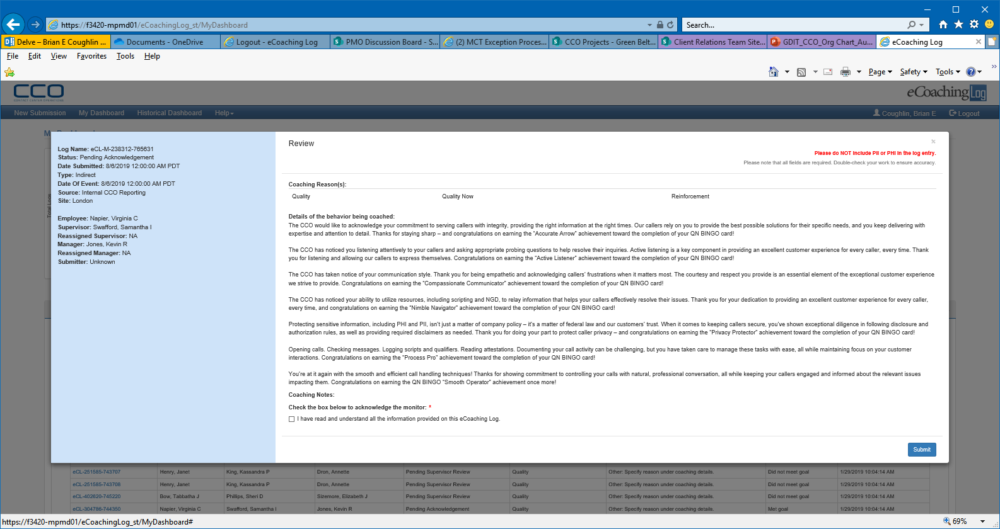 https://f3420-mpmd01/eCoachingLog_st/MyDashboard
Search...
Delve – Brian E Coughlin ...
Documents - OneDrive
Logout - eCoaching Log
PMO Discussion Board - S...
(2) MCT Exception Proces...
CCO Projects - Green Belt...
Client Relations Team Site...
GDIT_CCO_Org Chart_Au...
eCoaching Log
File Edit View Favorites Tools Help
Page Safety Tools
CCO
CONTACT CENTER OPERATIONS
eCoaching Log
New Submission My Dashboard Historical Dashboard Help
Coughlin, Brian E Logout
Total Logs
Log Name: eCL-M-238312-765631
Status: Pending Acknowledgement
Date Submitted: 8/6/2019 12:00:00 AM PDT
Type: Indirect
Date Of Event: 8/6/2019 12:00:00 AM PDT
Source: Internal CCO Reporting
Site: London
Employee: Napier, Virginia C
Supervisor: Swafford, Samantha I
Reassigned Supervisor: NA
Manager: Jones, Kevin R
Reassigned Manager: NA
Submitter: Unknown
Review
Please do NOT include PII or PHI in the log entry.
Please note that all fields are required. Double-check your work to ensure accuracy.
Coaching Reason(s):
Quality Quality Now Reinforcement
Details of the behavior being coached:
The CCO would like to acknowledge your commitment to serving callers with integrity, providing the right information at the right times. Our callers rely on you to provide the best possible solutions for their specific needs, and you keep delivering with
expertise and attention to detail. Thanks for staying sharp – and congratulations on earning the “Accurate Arrow” achievement toward the completion of your QN BINGO card!
The CCO has noticed you listening attentively to your callers and asking appropriate probing questions to help resolve their inquiries. Active listening is a key component in providing an excellent customer experience for every caller, every time. Thank
you for listening and allowing our callers to express themselves. Congratulations on earning the “Active Listener” achievement toward the completion of your QN BINGO card!
The CCO has taken notice of your communication style. Thank you for being empathetic and acknowledging callers' frustrations when it matters most. The courtesy and respect you provide is an essential element of the exceptional customer experience
we strive to provide. Congratulations on earning the “Compassionate Communicator” achievement toward the completion of your QN BINGO card!
The CCO has noticed your ability to utilize resources, including scripting and NGD, to relay information that helps your callers effectively resolve their issues. Thank you for your dedication to providing an excellent customer experience for every caller,
every time, and congratulations on earning the “Nimble Navigator” achievement toward the completion of your QN BINGO card!
Protecting sensitive information, including PHI and PII, isn't just a matter of company policy – it's a matter of federal law and our customers' trust. When it comes to keeping callers secure, you've shown exceptional diligence in following disclosure and
authorization rules, as well as providing required disclaimers as needed. Thank you for doing your part to protect caller privacy – and congratulations on earning the “Privacy Protector” achievement toward the completion of your QN BINGO card!
Opening calls. Checking messages. Logging scripts and qualifiers. Reading attestations. Documenting your call activity can be challenging, but you have taken care to manage these tasks with ease, all while maintaining focus on your customer
interactions. Congratulations on earning the “Process Pro” achievement toward the completion of your QN BINGO card!
You're at it again with the smooth and efficient call handling techniques! Thanks for showing commitment to controlling your calls with natural, professional conversation, all while keeping your callers engaged and informed about the relevant issues
impacting them. Congratulations on earning the QN BINGO “Smooth Operator” achievement once more!
Coaching Notes:
Check the box below to acknowledge the monitor: *
I have read and understand all the information provided on this eCoaching Log.
Submit
eCL-251585-743707 Henry, Janet King, Kassandra P Dron, Annette Pending Supervisor Review Quality Other: Specify reason under coaching details. Did not meet goal 1/29/2019 10:04:14 AM
eCL-251585-743708 Henry, Janet King, Kassandra P Dron, Annette Pending Supervisor Review Quality Other: Specify reason under coaching details. Did not meet goal 1/29/2019 10:04:14 AM
eCL-402620-745220 Bow, Tabbatha J Phillips, Sheri D Sizemore, Elizabeth J Pending Supervisor Review Quality Other: Specify reason under coaching details. Did not meet goal 1/29/2019 10:04:14 AM
eCL-304786-744350 Napier, Virginia C Swafford, Samantha I Jones, Kevin R Pending Acknowledgement Quality Other: Specify reason under coaching details. Met goal 1/29/2019 10:04:14 AM
https://f3420-mpmd01/eCoachingLog_st/MyDashboard#
69%